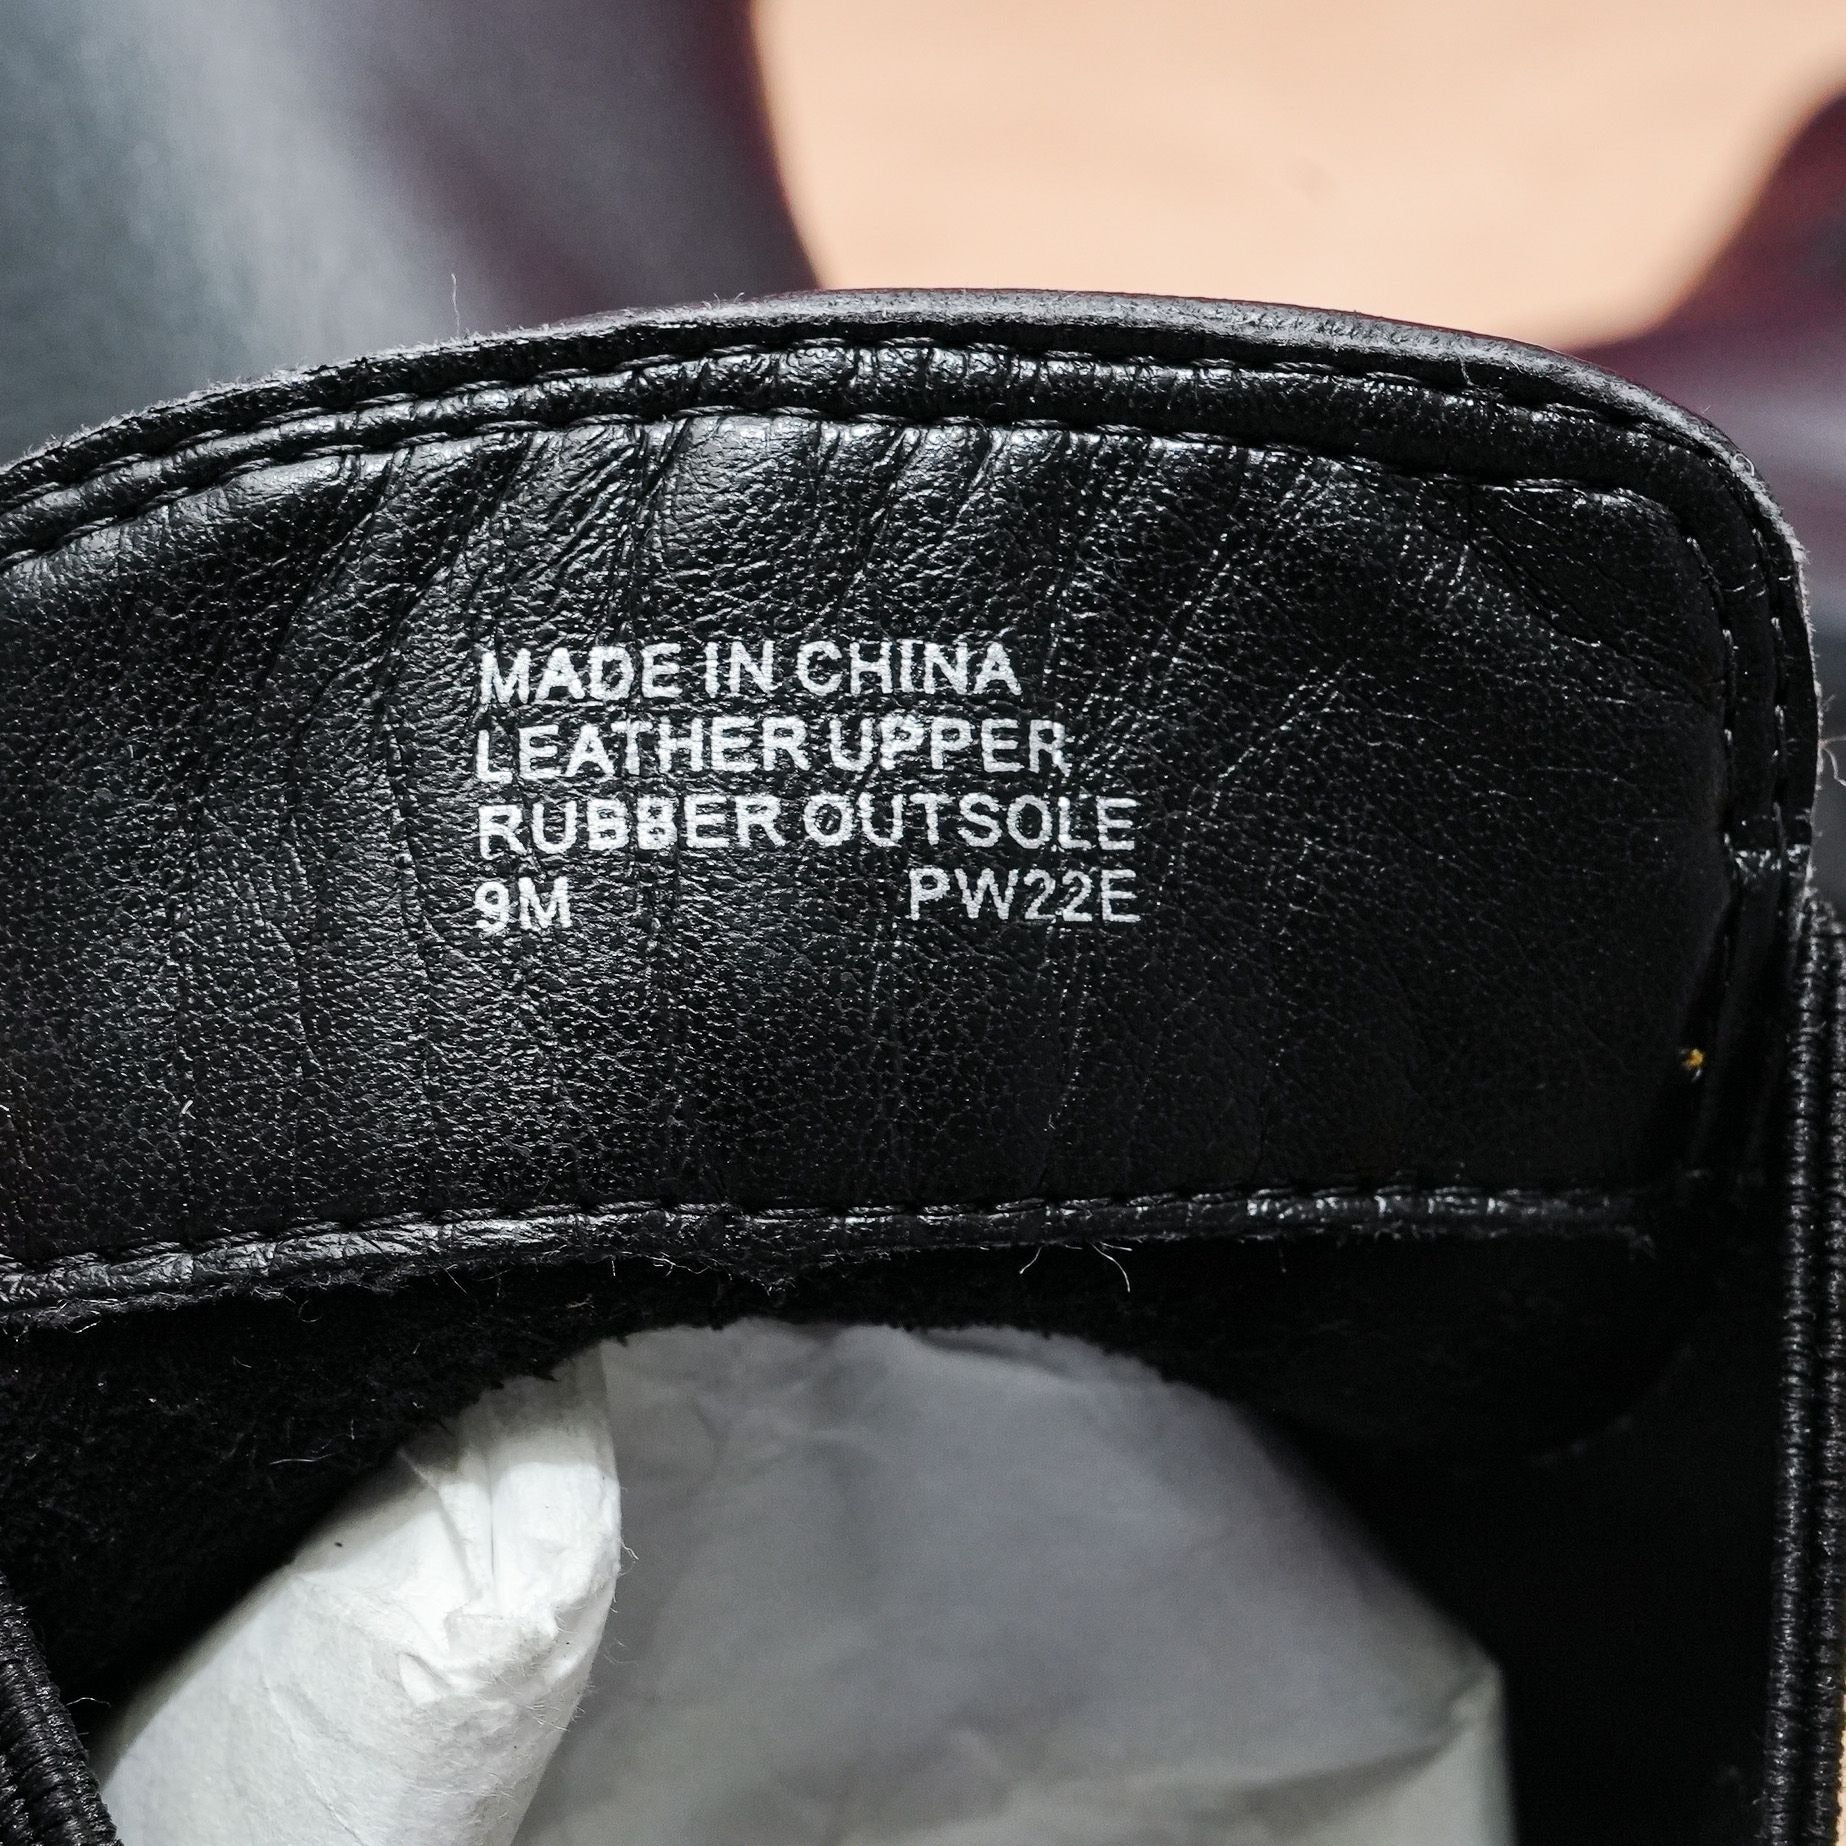 MADE IN CHINA
LEATHER UPPER
RUBBER OUTSOLE
9M PW22E